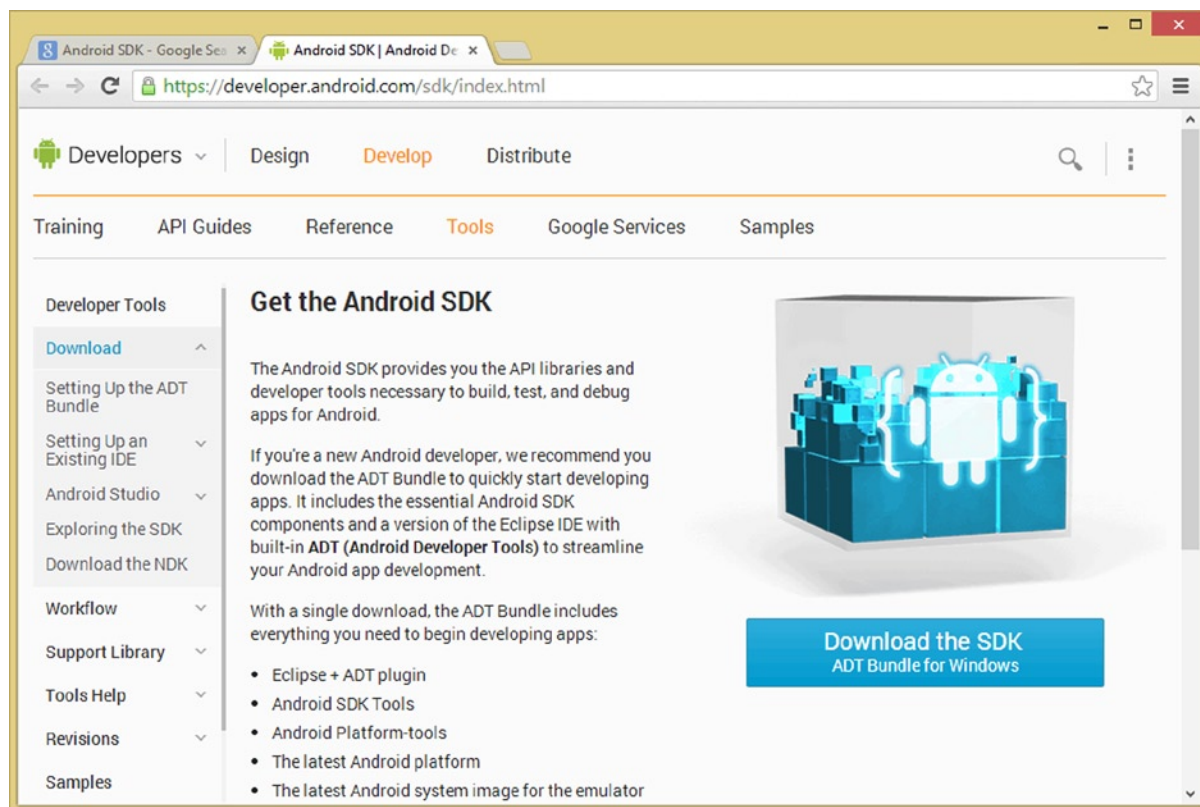 Android SDK - Google Sea
Android SDK | Android De
https://developer.android.com/sdk/index.html
Developers
Design
Develop
Distribute
Training
API Guides
Reference
Tools
Google Services
Samples
Developer Tools
Download
Setting Up the ADT
Bundle
Setting Up an
Existing IDE
Android Studio
Exploring the SDK
Download the NDK
Workflow
Support Library
Tools Help
Revisions
Samples
Get the Android SDK
The Android SDK provides you the API libraries and
developer tools necessary to build, test, and debug
apps for Android.
If you're a new Android developer, we recommend you
download the ADT Bundle to quickly start developing
apps. It includes the essential Android SDK
components and a version of the Eclipse IDE with
built-in ADT (Android Developer Tools) to streamline
your Android app development.
With a single download, the ADT Bundle includes
everything you need to begin developing apps:
• Eclipse + ADT plugin
• Android SDK Tools
• Android Platform-tools
• The latest Android platform
• The latest Android system image for the emulator
Download the SDK
ADT Bundle for Windows